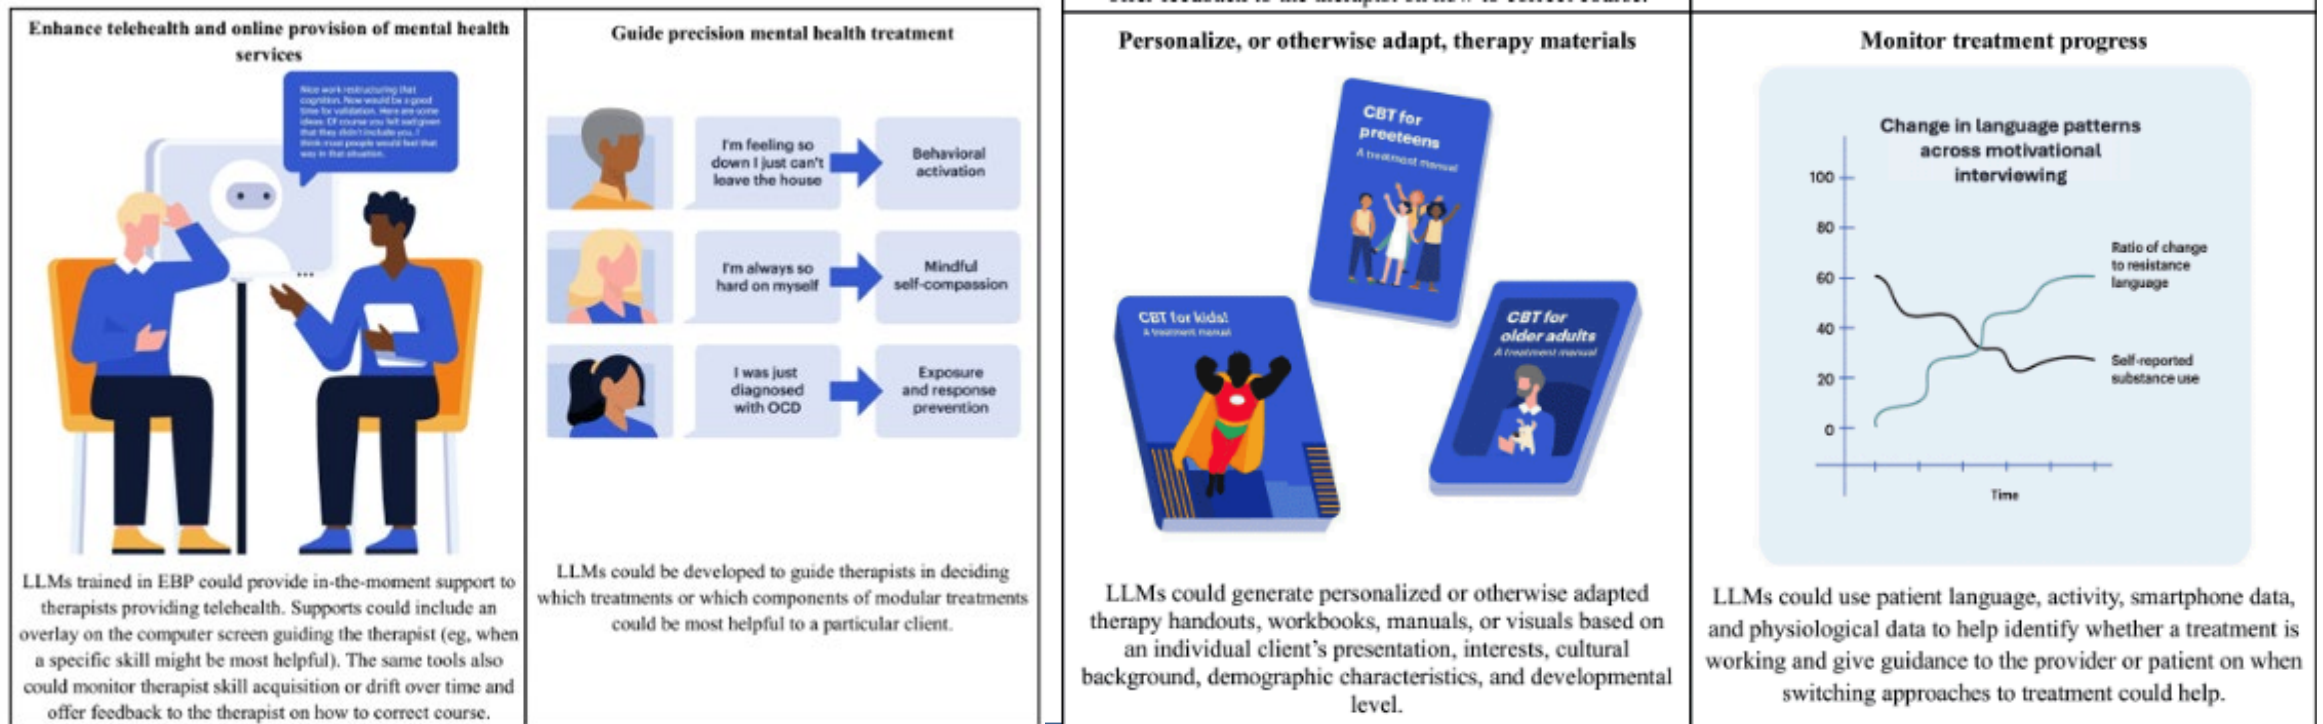 Enhance telehealth and online provision of mental health
services
Nice work restructuring that
cognition. Now would be a good
time for validation. Here are some
ideas: Of course you felt sad given
that they didn't include you. I
think most people would feel that
way in that situation.
...
LLMs trained in EBP could provide in-the-moment support to
therapists providing telehealth. Supports could include an
overlay on the computer screen guiding the therapist (eg, when
a specific skill might be most helpful). The same tools also
could monitor therapist skill acquisition or drift over time and
offer feedback to the therapist on how to correct course.
Guide precision mental health treatment
I'm feeling so
down I just can't
leave the house
Behavioral
activation
I'm always so
hard on myself
Mindful
self-compassion
I was just
diagnosed
with OCD
Exposure
and response
prevention
LLMs could be developed to guide therapists in deciding
which treatments or which components of modular treatments
could be most helpful to a particular client.
offer feedback to the therapist on how to correct course.
Personalize, or otherwise adapt, therapy materials
CBT for
preeteens
A treatment manual
CBT for kids!
A treatment manual
CBT for
older adults
A treatment manual
LLMs could generate personalized or otherwise adapted
therapy handouts, workbooks, manuals, or visuals based on
an individual client's presentation, interests, cultural
background, demographic characteristics, and developmental
level.
Monitor treatment progress
Change in language patterns
across motivational
interviewing
100
80
60
40
20
0
Ratio of change
to resistance
language
Self-reported
substance use
Time
LLMs could use patient language, activity, smartphone data,
and physiological data to help identify whether a treatment is
working and give guidance to the provider or patient on when
switching approaches to treatment could help.